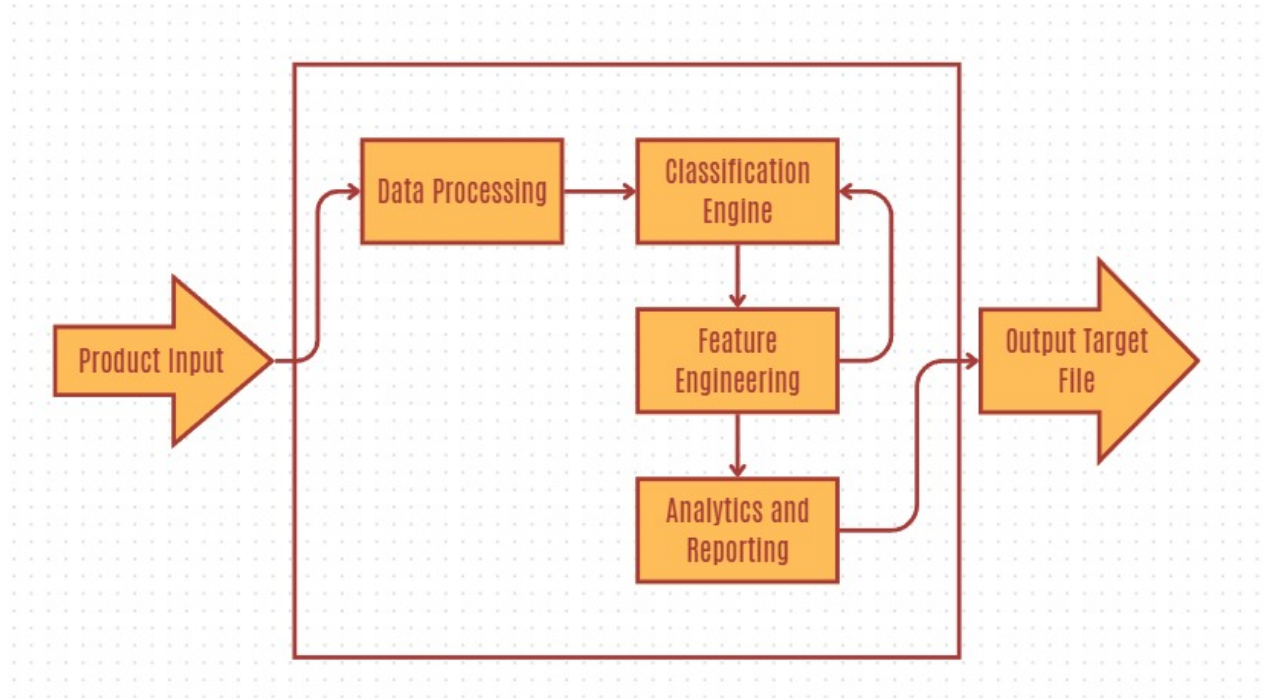 Product Input
Data Processing
Classification
Engine
Feature
Engineering
Analytics and
Reporting
Output Target
File